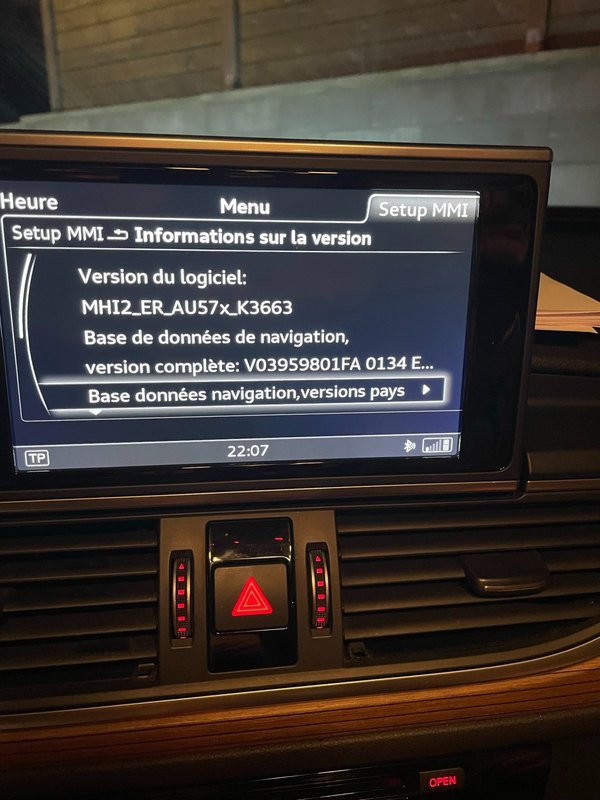 Heure
Menu
Setup MMI
Setup MMI Informations sur la version
Version du logiciel:
MHI2_ER_AU57x_K3663
Base de données de navigation,
version complète: V03959801FA 0134 E...
Base données navigation,versions pays
TP
22:07
OPEN